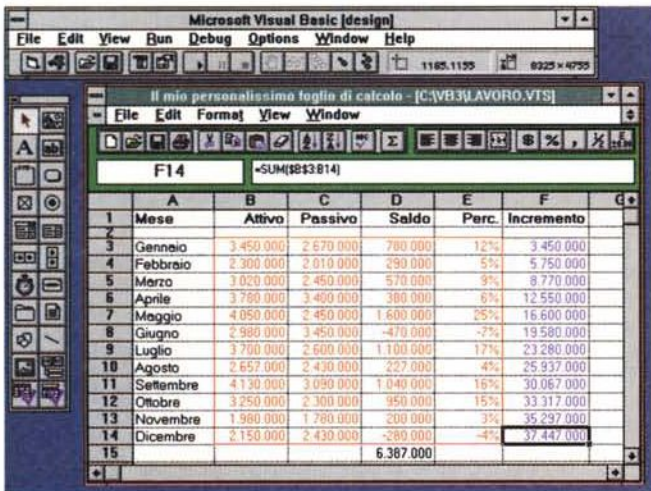 Microsoft Visual Basic [design]
File Edit View Run Debug Options Window Help
1185,1155 8325 × 4755
Il mio personalissimo foglio di calcolo - [C:\VB3\LAVORO.VTS]
File Edit Format View Window
F14 =SUM($B$3:B14)
A B C D E F G
1 Mese Attivo Passivo Saldo Perc. Incremento
2
3 Gennaio 3.450.000 2.670.000 780.000 12% 3.450.000
4 Febbraio 2.300.000 2.010.000 290.000 5% 5.750.000
5 Marzo 3.020.000 2.450.000 570.000 9% 8.770.000
6 Aprile 3.780.000 3.400.000 380.000 6% 12.550.000
7 Maggio 4.050.000 2.450.000 1.600.000 25% 16.600.000
8 Giugno 2.980.000 3.450.000 -470.000 -7% 19.580.000
9 Luglio 3.700.000 2.600.000 1.100.000 17% 23.280.000
10 Agosto 2.657.000 2.430.000 227.000 4% 25.937.000
11 Settembre 4.130.000 3.090.000 1.040.000 16% 30.067.000
12 Ottobre 3.250.000 2.300.000 950.000 15% 33.317.000
13 Novembre 1.980.000 1.780.000 200.000 3% 35.297.000
14 Dicembre 2.150.000 2.430.000 -280.000 -4% 37.447.000
15 6.387.000